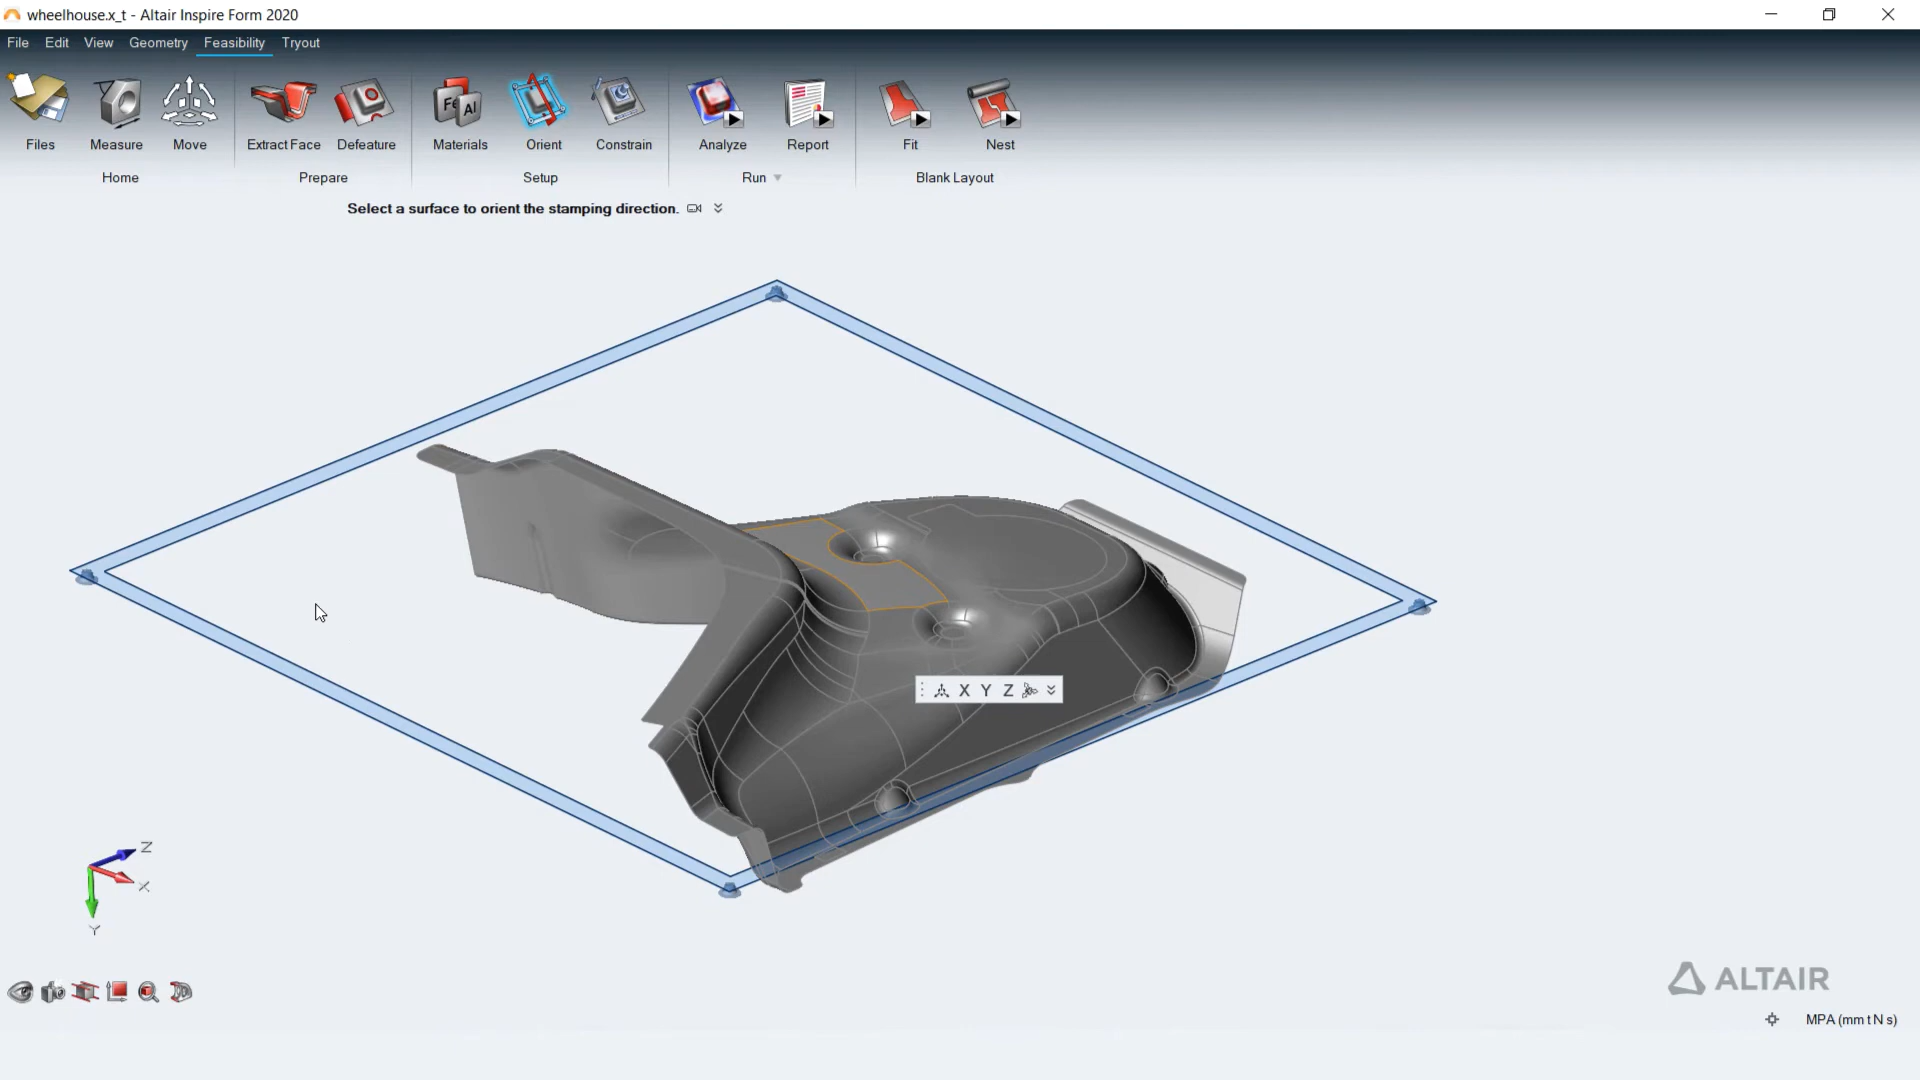 wheelhouse.x_t - Altair Inspire Form 2020
File Edit View Geometry Feasibility Tryout
Fe Al
Files Measure Move Extract Face Defeature Materials Orient Constrain Analyze Report Fit Nest
Home Prepare Setup Run Blank Layout
Select a surface to orient the stamping direction.
X Y Z
Z
X
Y
ALTAIR
MPA (mm t N s)